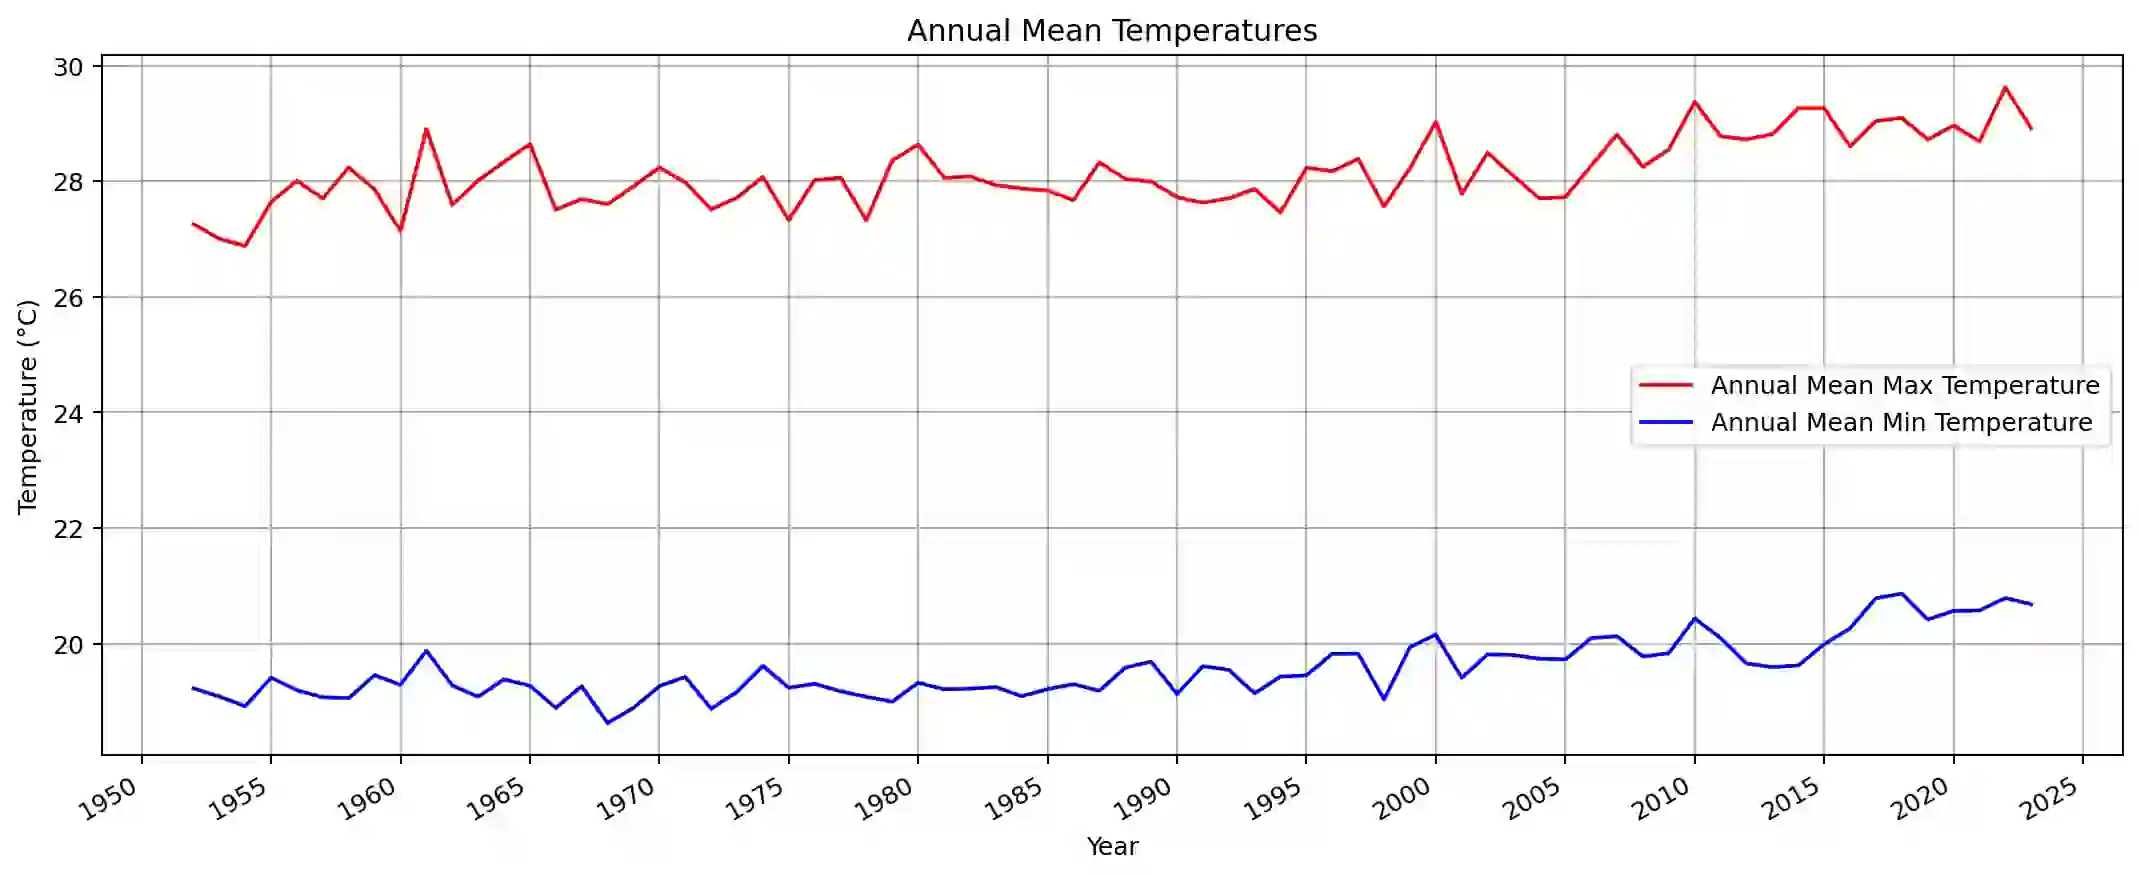 Annual Mean Temperatures
Temperature (°C)
30
28
26
24
22
20
Annual Mean Max Temperature
Annual Mean Min Temperature
1950 1955 1960 1965 1970 1975 1980 1985 1990 1995 2000 2005 2010 2015 2020 2025
Year